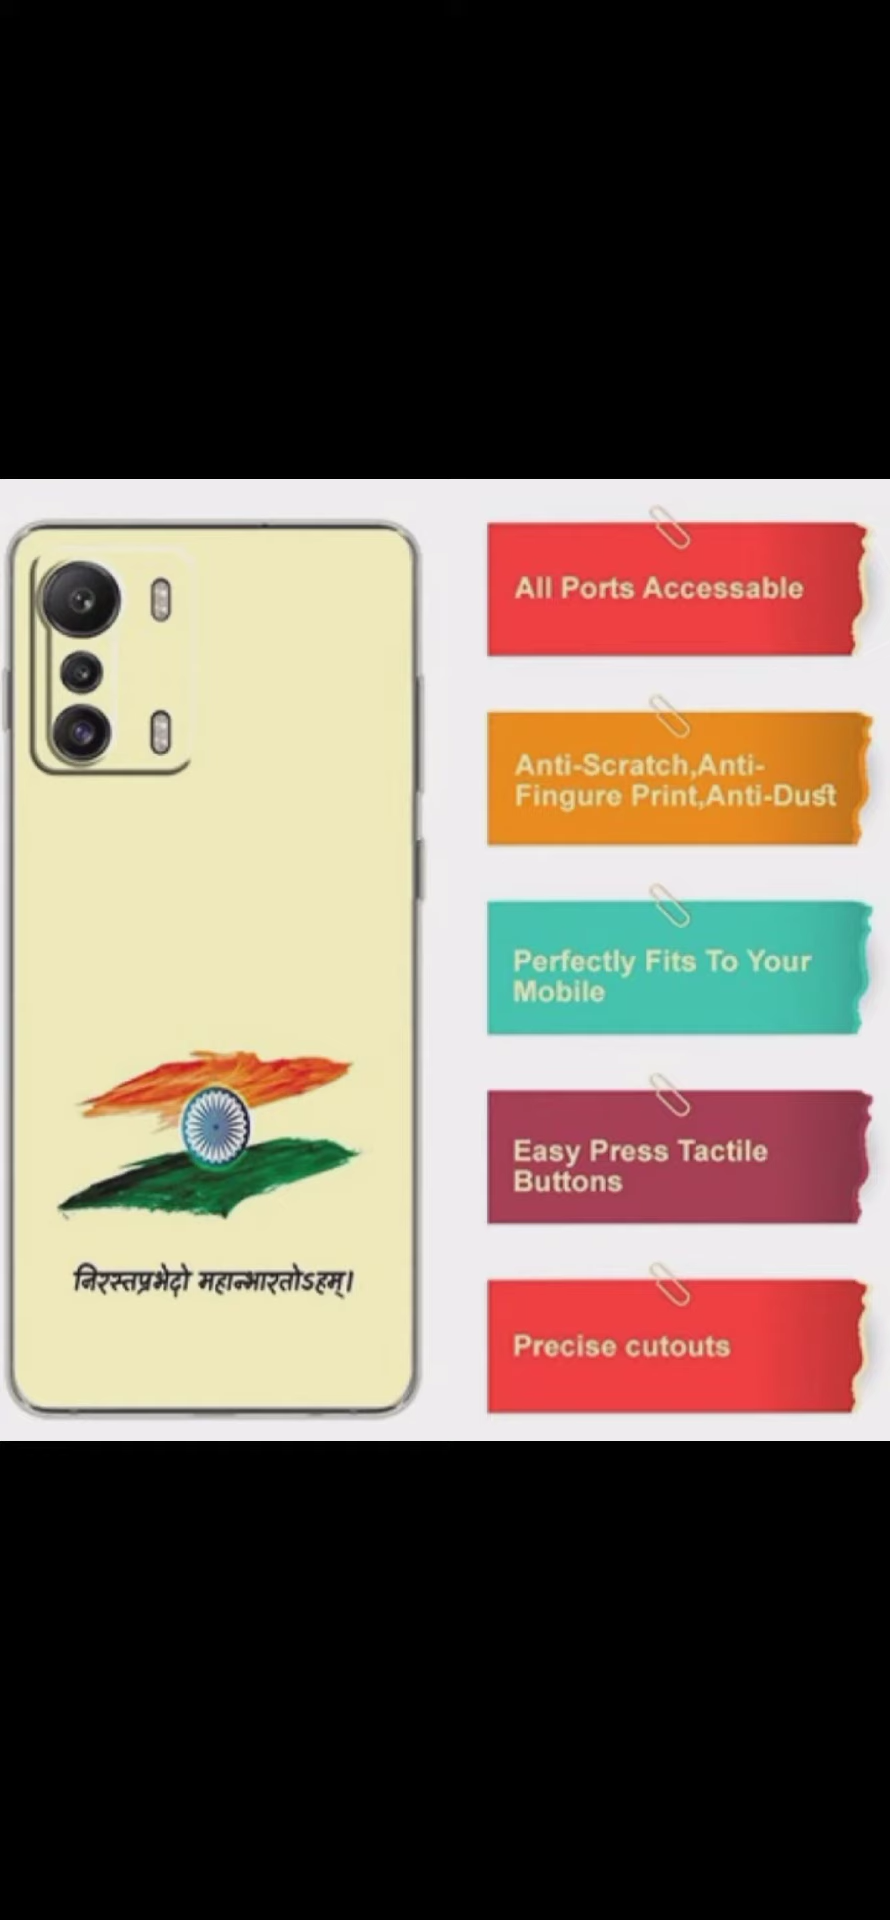 All Ports Accessable
Anti-Scratch,Anti-
Fingure Print,Anti-Dust
Perfectly Fits To Your
Mobile
Easy Press Tactile
Buttons
Precise cutouts
निरस्तप्रभेदो महान्भारतोऽहम्।